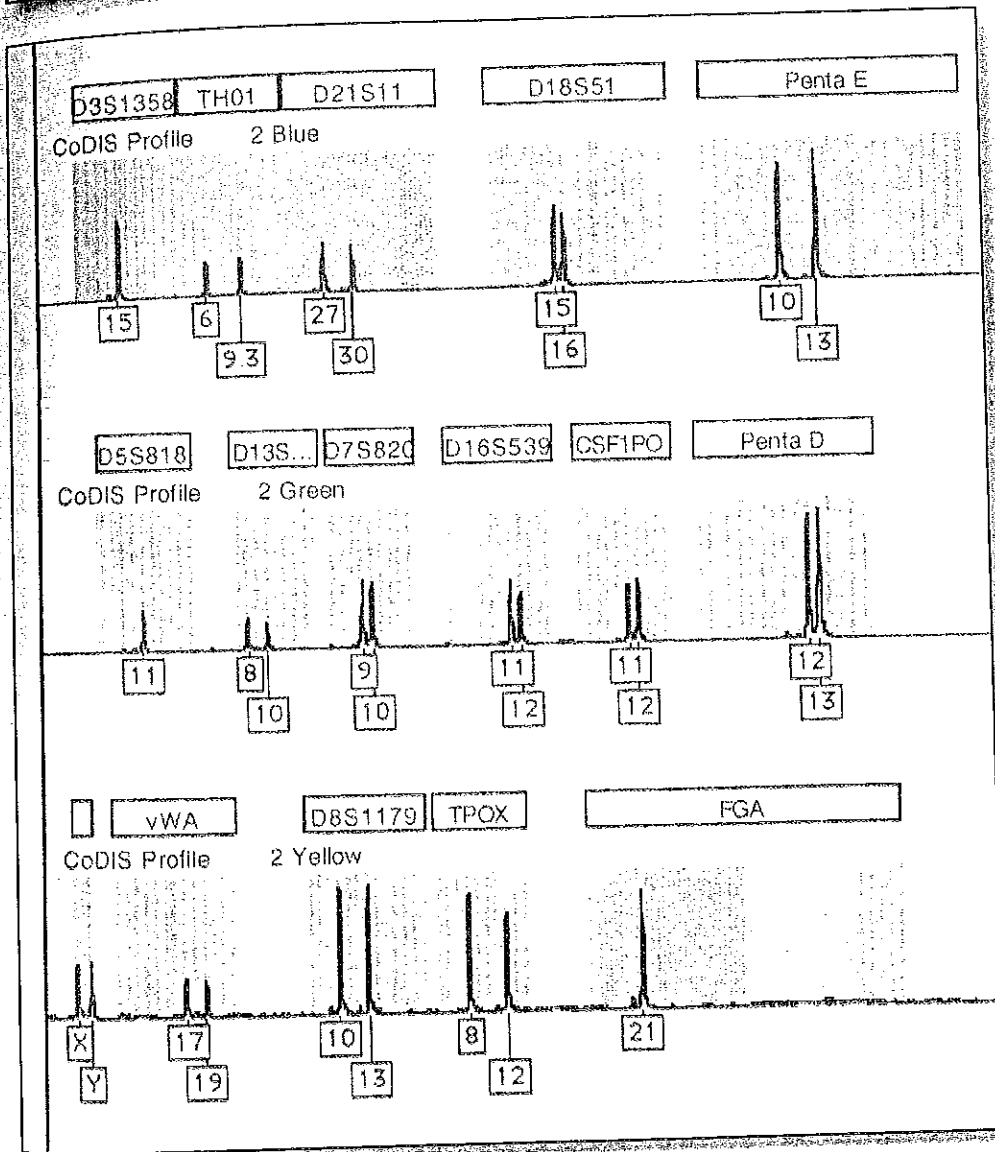 D3S1358 TH01 D21S11 D18S51 Penta E
CoDIS Profile 2 Blue
15 6 27 15 10
9.3 30 16 13
D5S818 D13S... D7S820 D16S539 CSF1PO Penta D
CoDIS Profile 2 Green
11 8 9 11 11 12
10 10 12 12 13
vWA D8S1179 TPOX FGA
CoDIS Profile 2 Yellow
X 17 10 8 21
Y 19 13 12